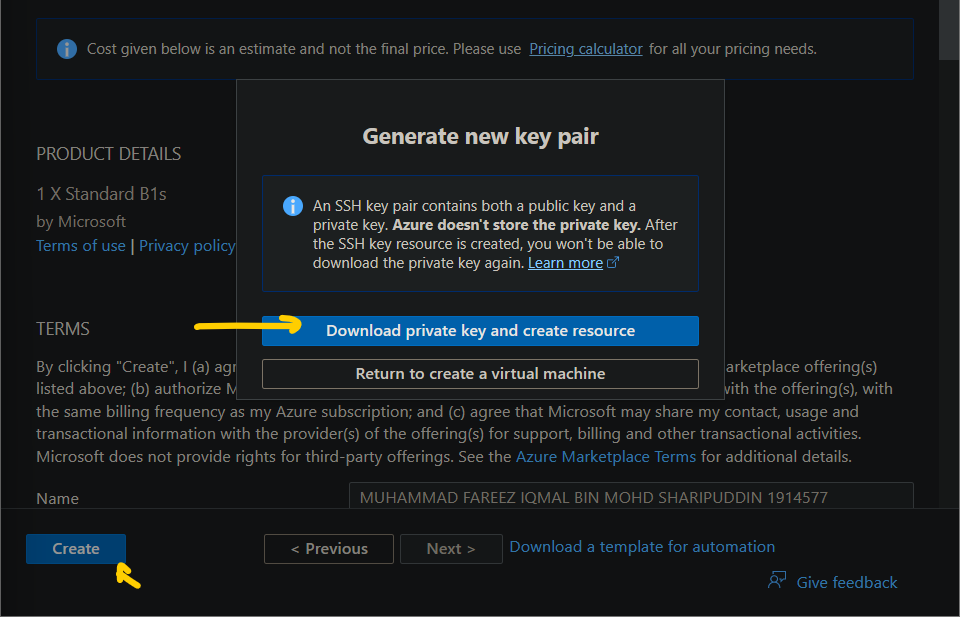 Cost given below is an estimate and not the final price. Please use Pricing calculator for all your pricing needs.
Generate new key pair
PRODUCT DETAILS
1 X Standard B1s
by Microsoft
Terms of use | Privacy policy
An SSH key pair contains both a public key and a
private key. Azure doesn't store the private key. After
the SSH key resource is created, you won't be able to
download the private key again. Learn more
Download private key and create resource
Return to create a virtual machine
TERMS
By clicking "Create", I (a) agr arketplace offering(s)
listed above; (b) authorize M with the offering(s), with
the same billing frequency as my Azure subscription; and (c) agree that Microsoft may share my contact, usage and
transactional information with the provider(s) of the offering(s) for support, billing and other transactional activities.
Microsoft does not provide rights for third-party offerings. See the Azure Marketplace Terms for additional details.
Name
MUHAMMAD FAREEZ IQMAL BIN MOHD SHARIPUDDIN 1914577
Create
< Previous
Next >
Download a template for automation
Give feedback